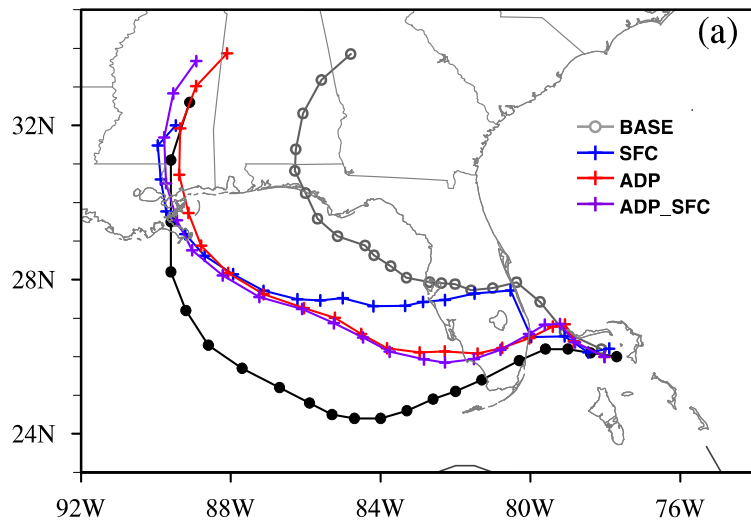 (a)
32N
28N
24N
BASE
SFC
ADP
ADP_SFC
92W 88W 84W 80W 76W